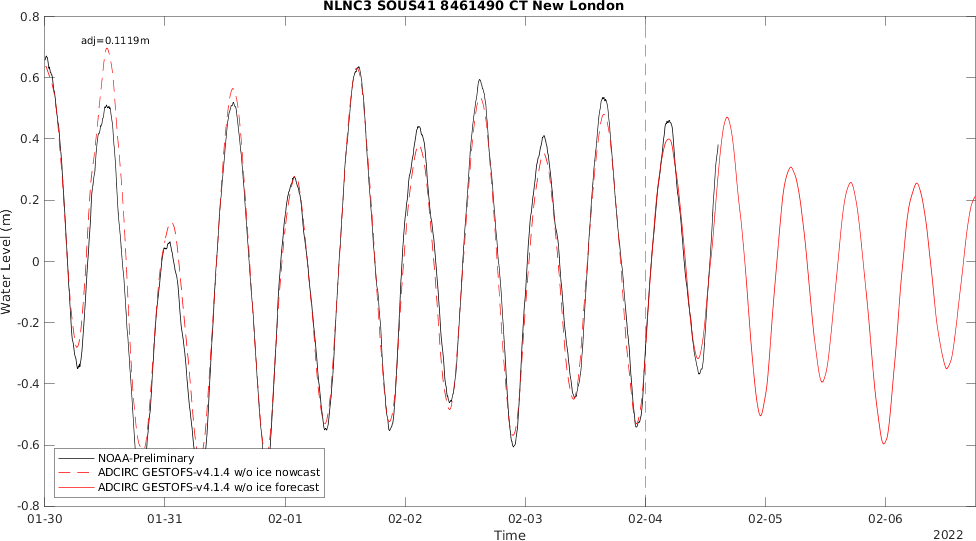 NLNC3 SOUS41 8461490 CT New London
adj=0.1119m
0.8
0.6
0.4
0.2
0
-0.2
-0.4
-0.6
-0.8
Water Level (m)
NOAA-Preliminary
ADCIRC GESTOFS-v4.1.4 w/o ice nowcast
ADCIRC GESTOFS-v4.1.4 w/o ice forecast
01-30
01-31
02-01
02-02
02-03
02-04
02-05
02-06
Time
2022